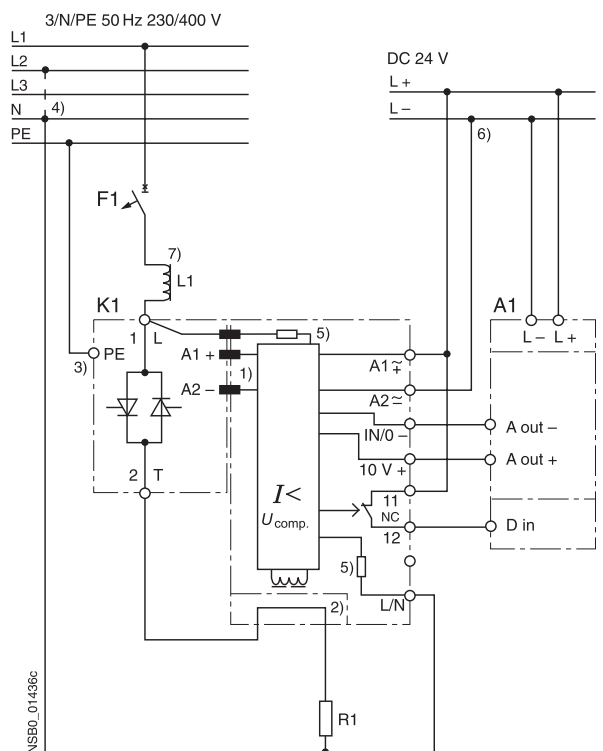 3/N/PE 50 Hz 230/400 V
L1
L2
L3
N 4)
PE
DC 24 V
L +
L –
6)
F1
7)
L1
K1
1 L
5)
A1
L – L +
3) PE
A1 + 1)
A2 –
A1 ≂ +
A2 ≂
IN/0 –
A out –
10 V +
A out +
I<
U comp.
2 T
11
NC
12
D in
5)
L/N
2)
R1
NSB0_01436c